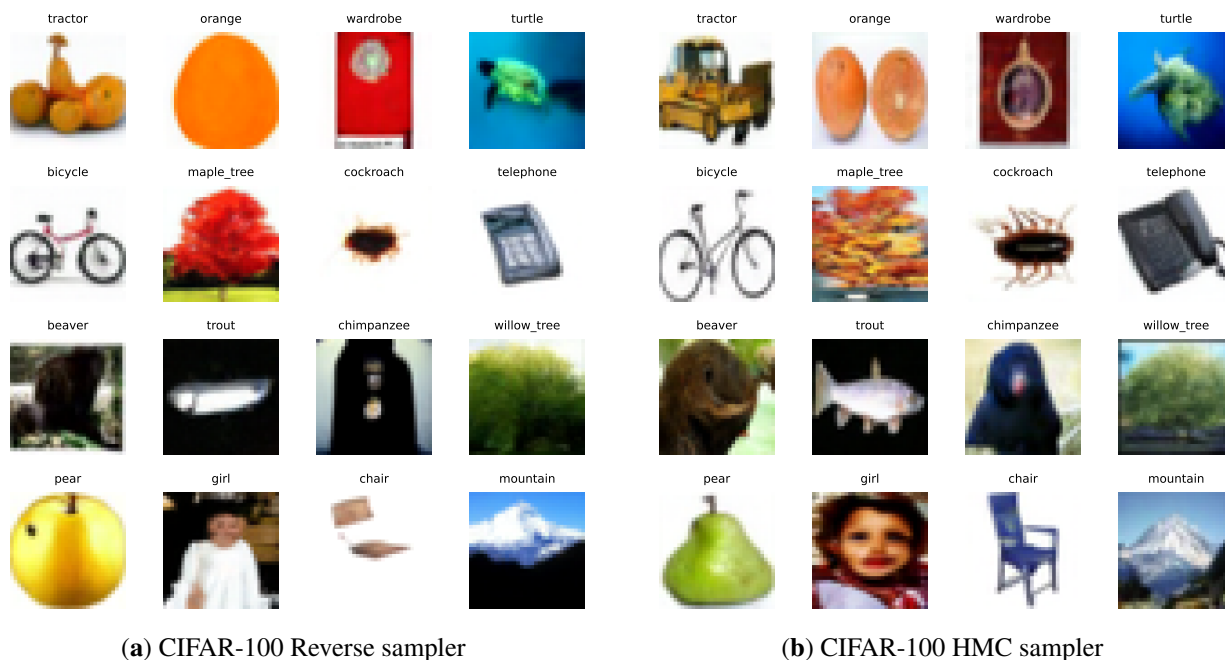 tractor orange wardrobe turtle
bicycle maple_tree cockroach telephone
beaver trout chimpanzee willow_tree
pear girl chair mountain
(a) CIFAR-100 Reverse sampler
tractor orange wardrobe turtle
bicycle maple_tree cockroach telephone
beaver trout chimpanzee willow_tree
pear girl chair mountain
(b) CIFAR-100 HMC sampler